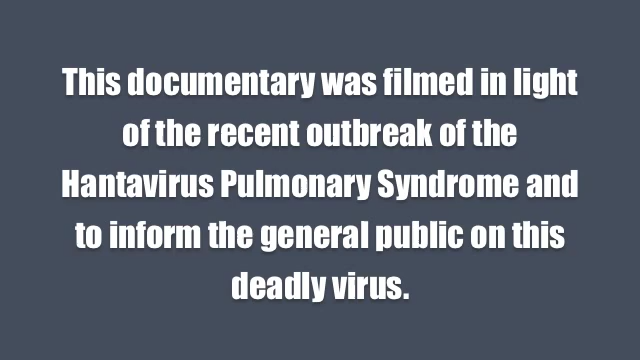 This documentary was filmed in light
of the recent outbreak of the
Hantavirus Pulmonary Syndrome and
to inform the general public on this
deadly virus.